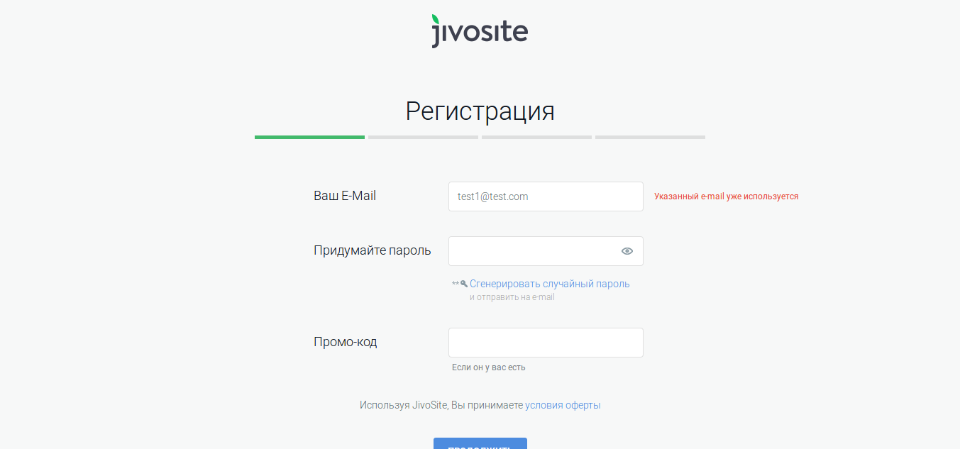 jivosite
Регистрация
Ваш E-Mail
test1@test.com
Указанный e-mail уже используется
Придумайте пароль
Сгенерировать случайный пароль
и отправить на e-mail
Промо-код
Если он у вас есть
Используя JivoSite, Вы принимаете условия оферты